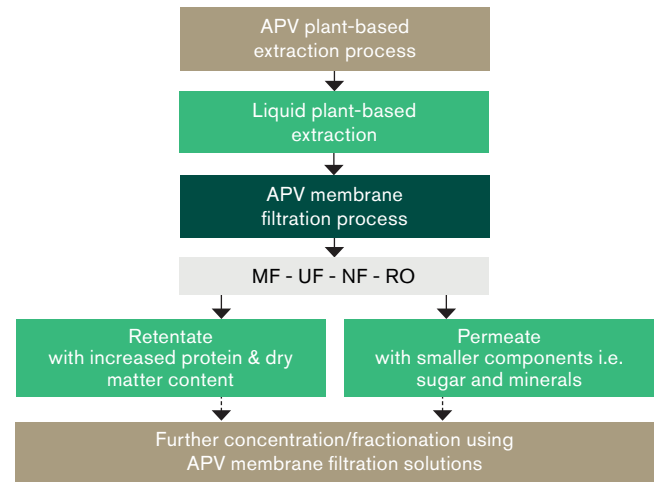 APV plant-based
extraction process
Liquid plant-based
extraction
APV membrane
filtration process
MF - UF - NF - RO
Retentate
with increased protein & dry
matter content
Permeate
with smaller components i.e.
sugar and minerals
Further concentration/fractionation using
APV membrane filtration solutions